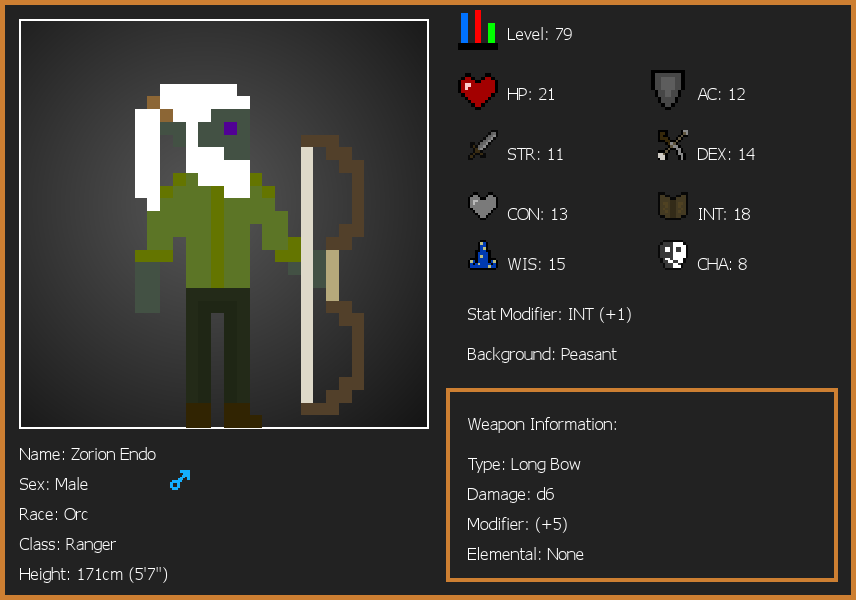 Level: 79
HP: 21
AC: 12
STR: 11
DEX: 14
CON: 13
INT: 18
WIS: 15
CHA: 8
Stat Modifier: INT (+1)
Background: Peasant
Weapon Information:
Type: Long Bow
Damage: d6
Modifier: (+5)
Elemental: None
Name: Zorion Endo
Sex: Male
Race: Orc
Class: Ranger
Height: 171cm (5'7")